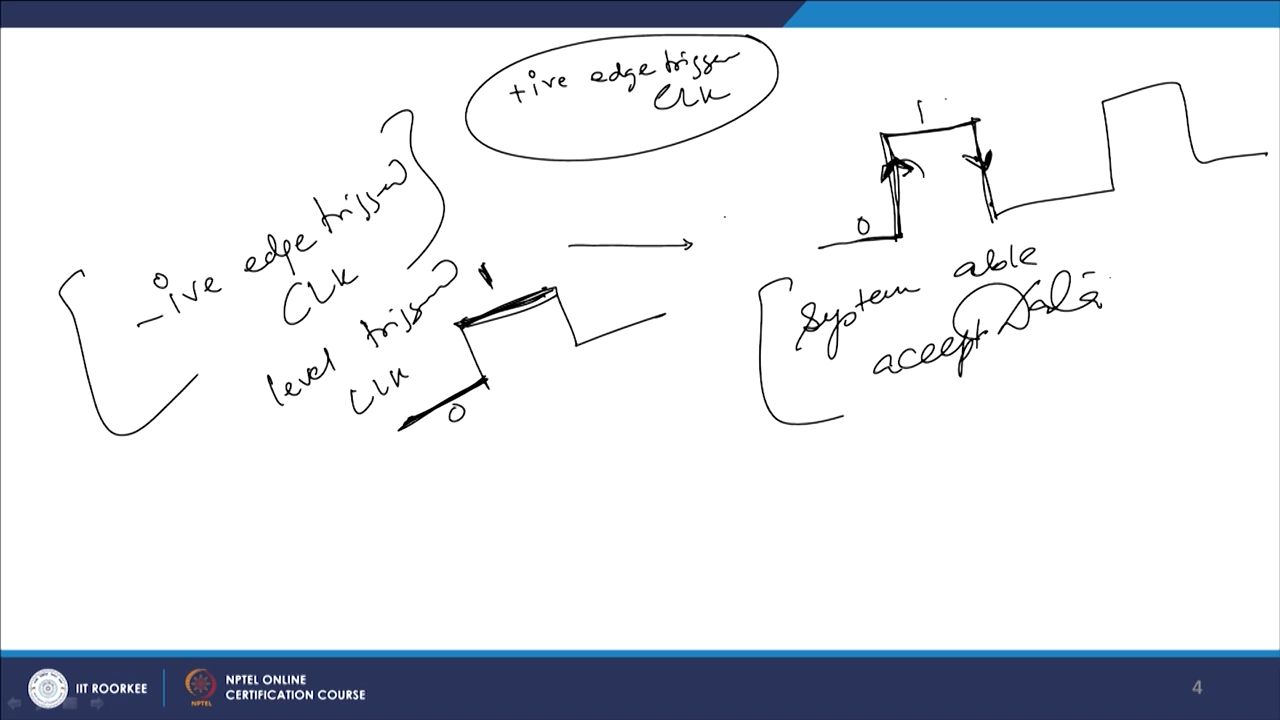 +ive edge trigger
CLK
-ive edge trigger
CLK
level trigger
CLK
1
0
1
0
System able
accept Data
IIT ROORKEE
NPTEL ONLINE
CERTIFICATION COURSE
NPTEL
4